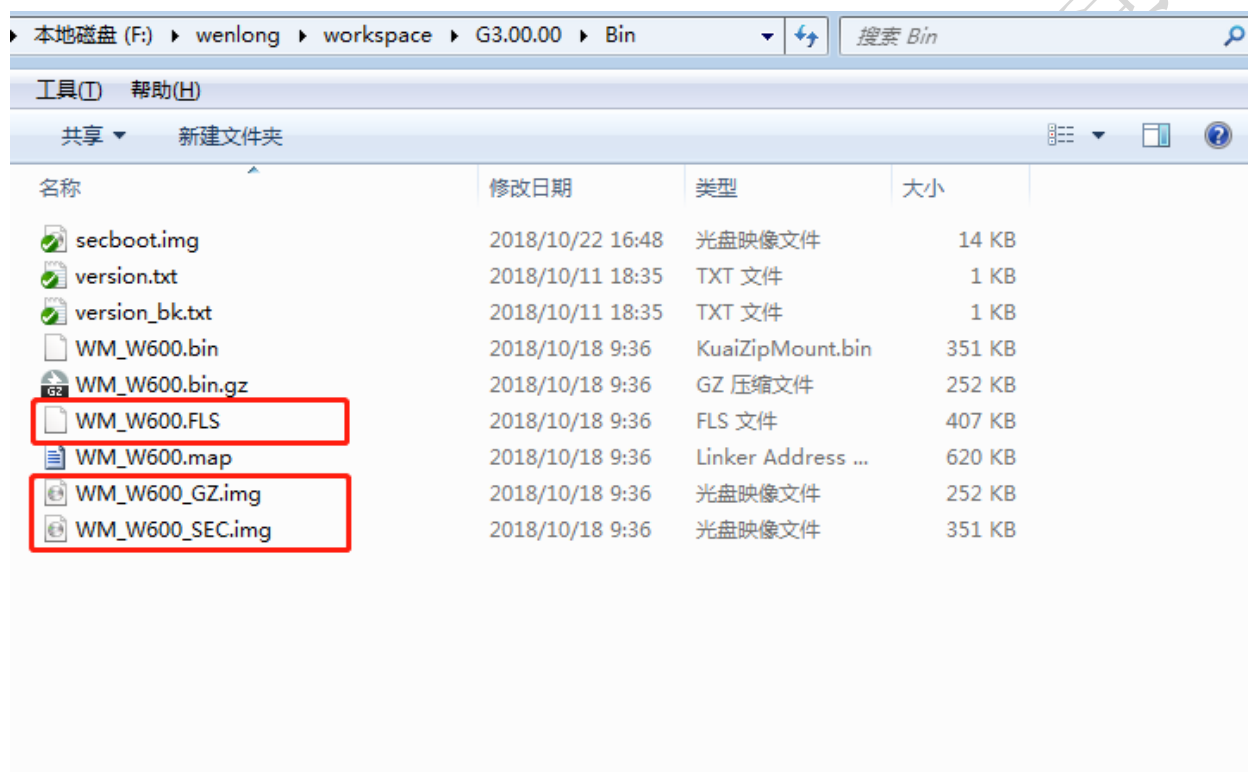 本地磁盘 (F:) ▸ wenlong ▸ workspace ▸ G3.00.00 ▸ Bin 搜索 Bin
工具(T) 帮助(H)
共享 新建文件夹
名称 修改日期 类型 大小
secboot.img 2018/10/22 16:48 光盘映像文件 14 KB
version.txt 2018/10/11 18:35 TXT 文件 1 KB
version_bk.txt 2018/10/11 18:35 TXT 文件 1 KB
WM_W600.bin 2018/10/18 9:36 KuaiZipMount.bin 351 KB
WM_W600.bin.gz 2018/10/18 9:36 GZ 压缩文件 252 KB
WM_W600.FLS 2018/10/18 9:36 FLS 文件 407 KB
WM_W600.map 2018/10/18 9:36 Linker Address ... 620 KB
WM_W600_GZ.img 2018/10/18 9:36 光盘映像文件 252 KB
WM_W600_SEC.img 2018/10/18 9:36 光盘映像文件 351 KB